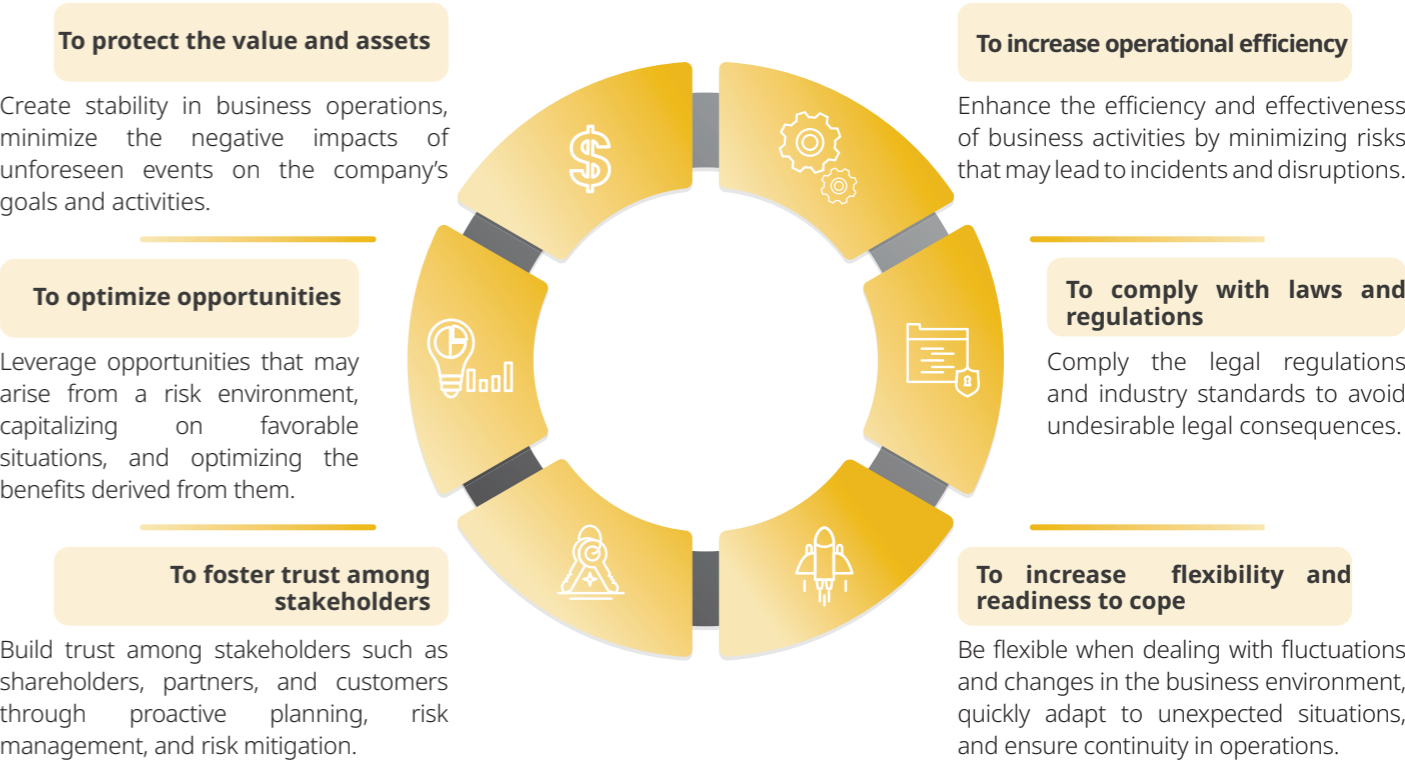 To protect the value and assets
Create stability in business operations,
minimize the negative impacts of
unforeseen events on the company's
goals and activities.
To optimize opportunities
Leverage opportunities that may
arise from a risk environment,
capitalizing on favorable
situations, and optimizing the
benefits derived from them.
To foster trust among
stakeholders
Build trust among stakeholders such as
shareholders, partners, and customers
through proactive planning, risk
management, and risk mitigation.
To increase operational efficiency
Enhance the efficiency and effectiveness
of business activities by minimizing risks
that may lead to incidents and disruptions.
To comply with laws and
regulations
Comply the legal regulations
and industry standards to avoid
undesirable legal consequences.
To increase flexibility and
readiness to cope
Be flexible when dealing with fluctuations
and changes in the business environment,
quickly adapt to unexpected situations,
and ensure continuity in operations.